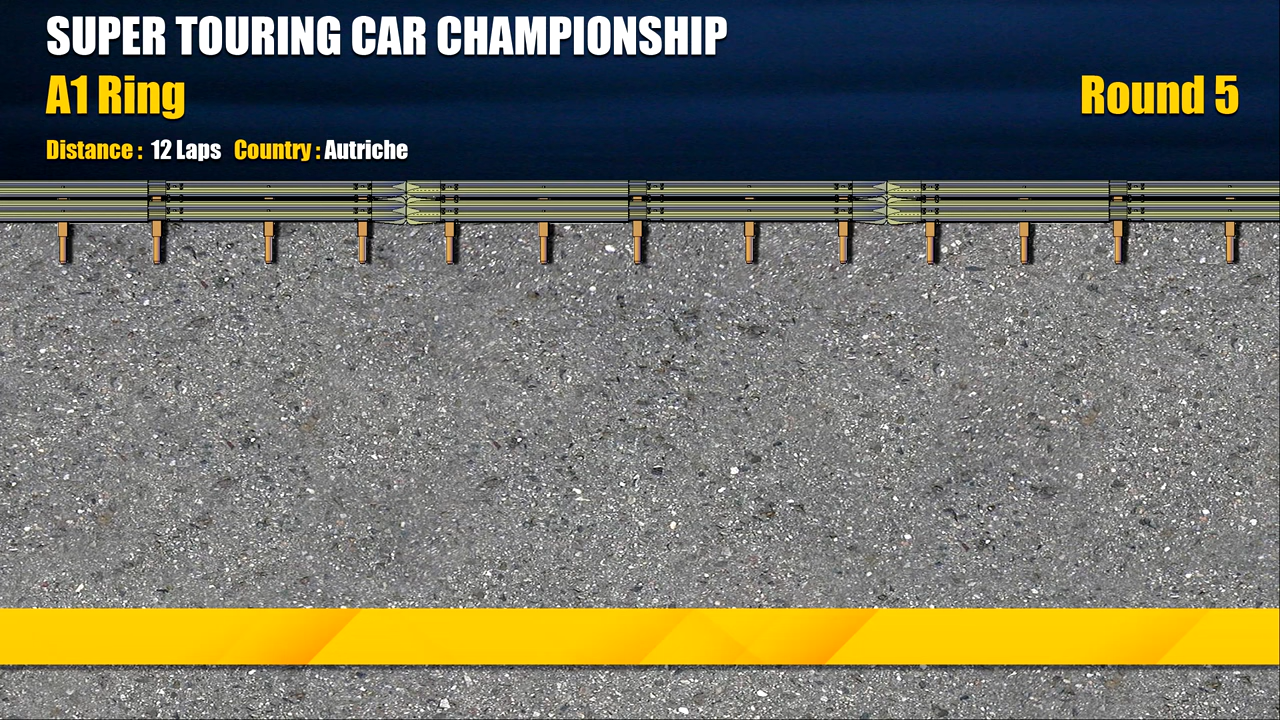 SUPER TOURING CAR CHAMPIONSHIP
A1 Ring
Round 5
Distance : 12 Laps Country : Autriche